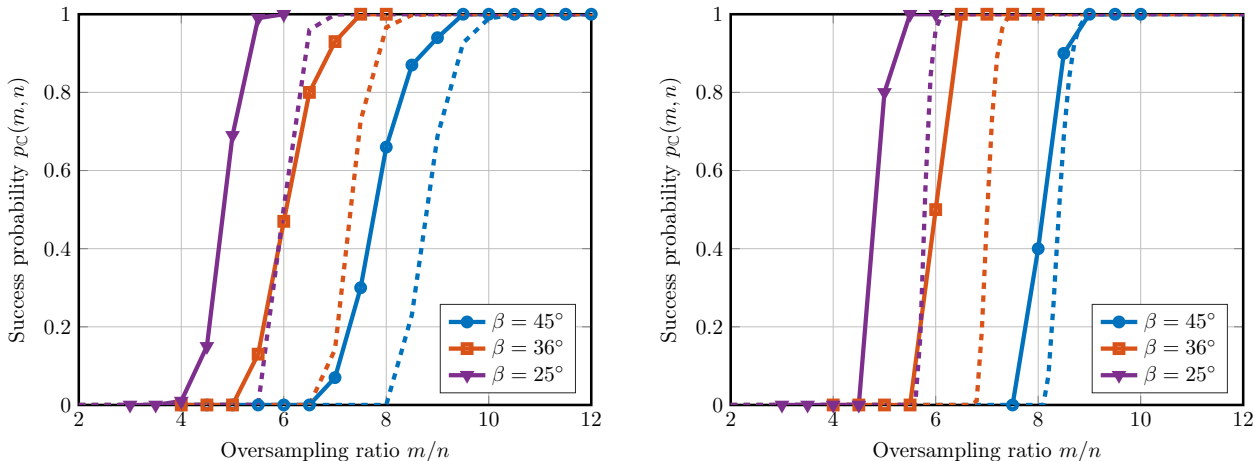 Success probability p_ℂ(m, n)
1
0.8
0.6
0.4
0.2
0
2 4 6 8 10 12
Oversampling ratio m/n
β = 45°
β = 36°
β = 25°
Success probability p_ℂ(m, n)
1
0.8
0.6
0.4
0.2
0
2 4 6 8 10 12
Oversampling ratio m/n
β = 45°
β = 36°
β = 25°